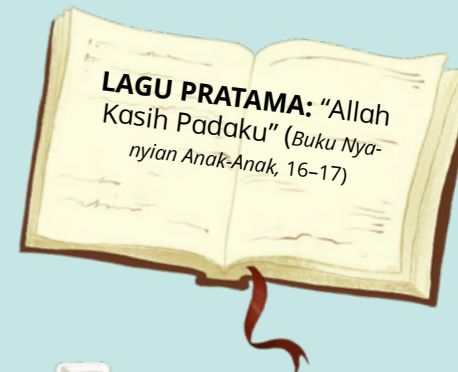 LAGU PRATAMA: “Allah
Kasih Padaku” (Buku Nya-
nyian Anak-Anak, 16–17)